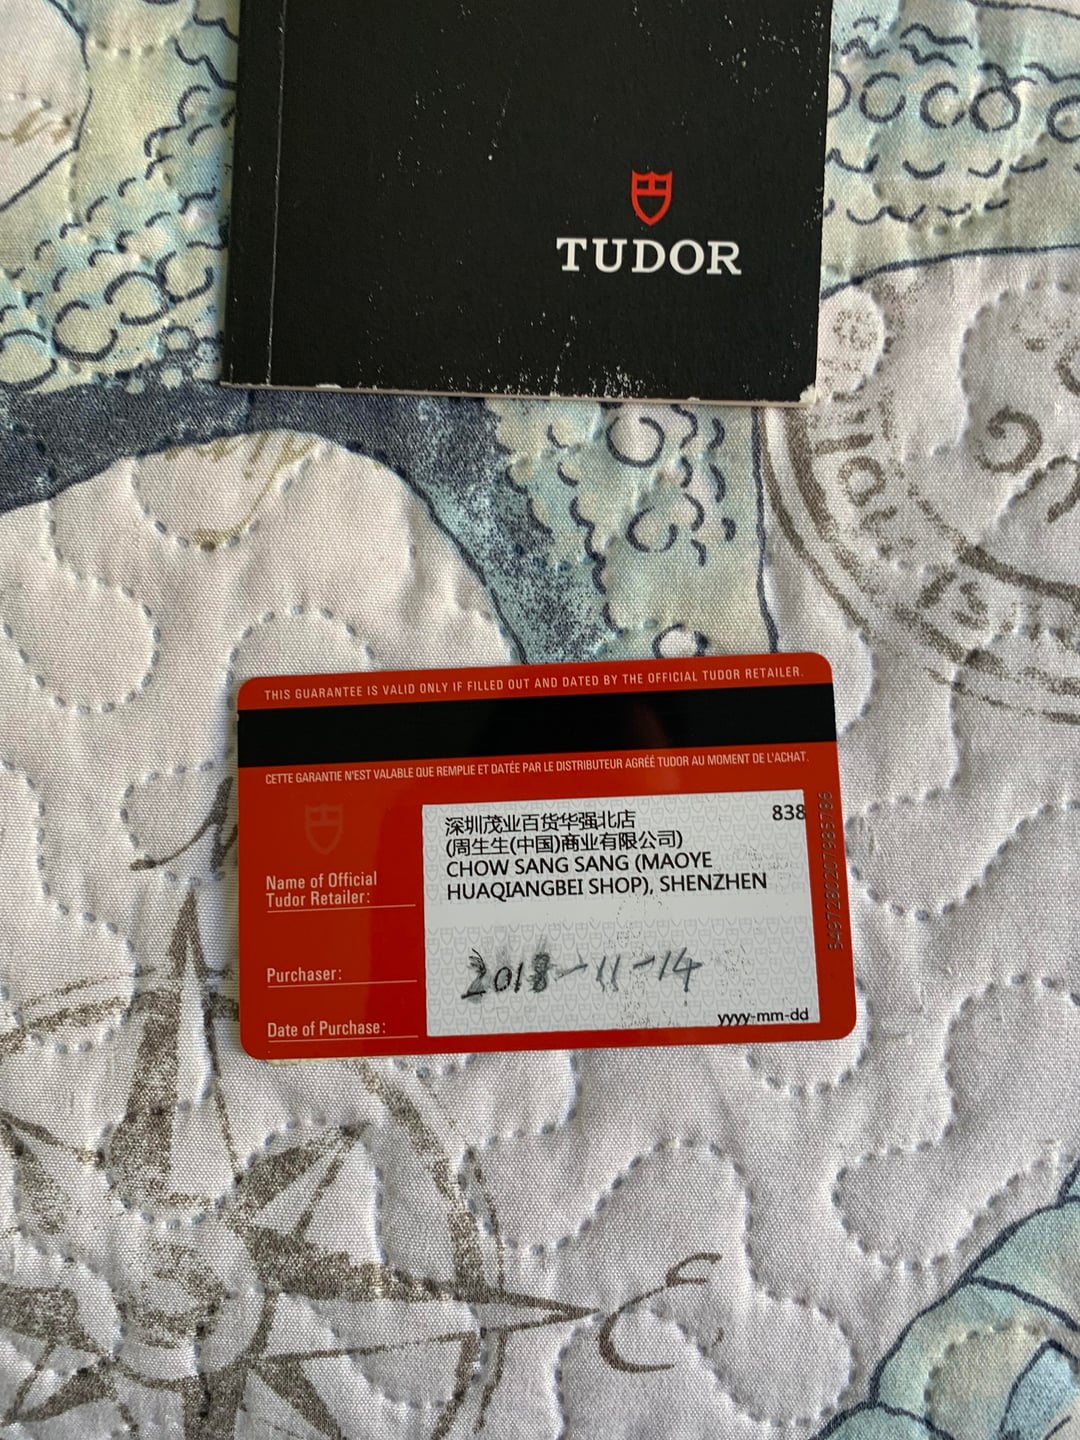 TUDOR
THIS GUARANTEE IS VALID ONLY IF FILLED OUT AND DATED BY THE OFFICIAL TUDOR RETAILER.
CETTE GARANTIE N'EST VALABLE QUE REMPLIE ET DATÉE PAR LE DISTRIBUTEUR AGRÉÉ TUDOR AU MOMENT DE L'ACHAT.
深圳茂业百货华强北店 838
(周生生(中国)商业有限公司)
CHOW SANG SANG (MAOYE
HUAQIANGBEI SHOP), SHENZHEN
Name of Official
Tudor Retailer:
Purchaser:
2018-11-14
Date of Purchase:
yyyy-mm-dd